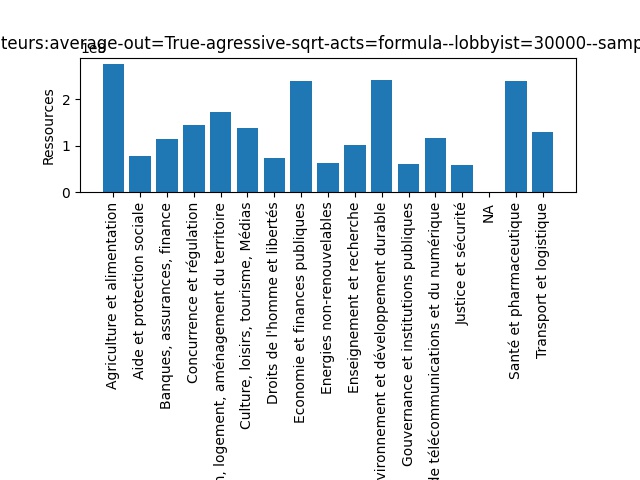 teurs:average-out=True-agressive-sqrt-acts=formula--lobbyist=30000--samp
1e8
Ressources
2
1
0
Agriculture et alimentation
Aide et protection sociale
Banques, assurances, finance
Concurrence et régulation
, logement, aménagement du territoire
Culture, loisirs, tourisme, Médias
Droits de l'homme et libertés
Economie et finances publiques
Energies non-renouvelables
Enseignement et recherche
vironnement et développement durable
Gouvernance et institutions publiques
de télécommunications et du numérique
Justice et sécurité
NA
Santé et pharmaceutique
Transport et logistique